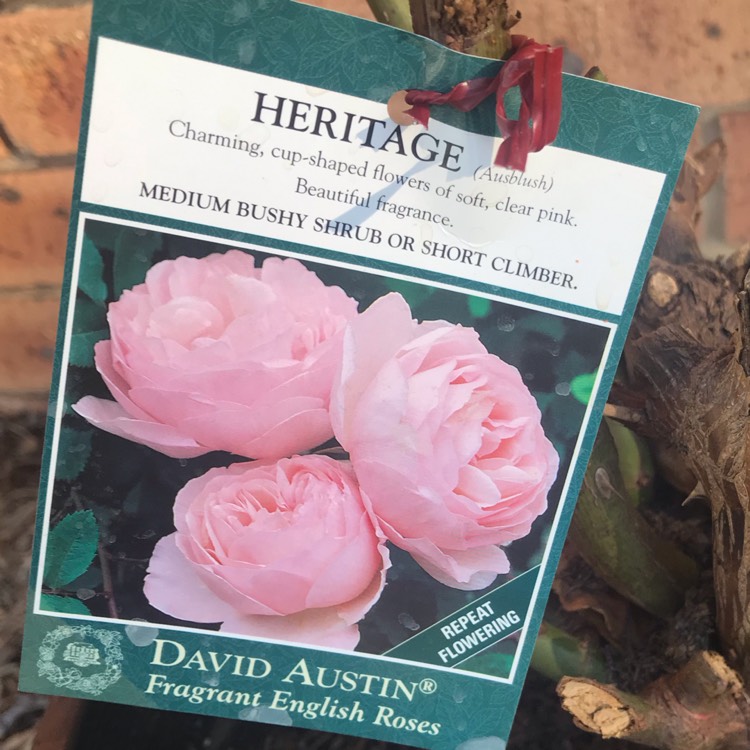 HERITAGE (Ausblush)
Charming, cup-shaped flowers of soft, clear pink.
Beautiful fragrance.
MEDIUM BUSHY SHRUB OR SHORT CLIMBER.
REPEAT
FLOWERING
DAVID AUSTIN®
Fragrant English Roses